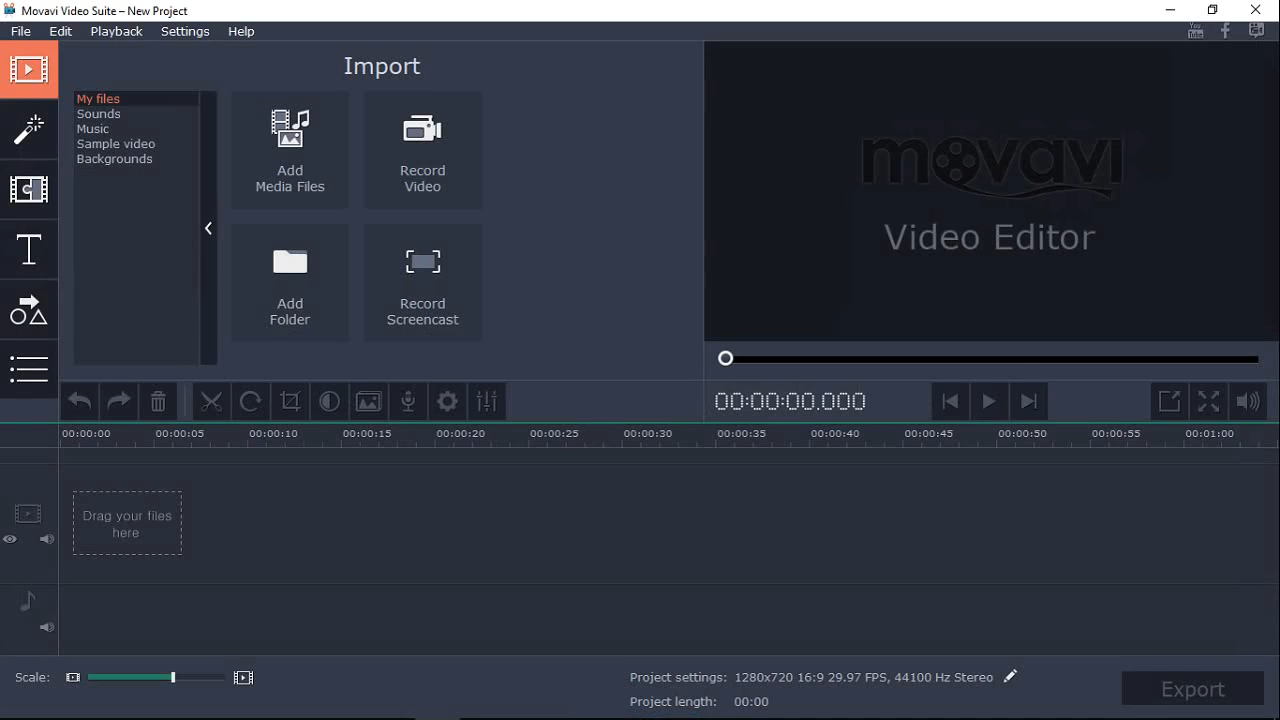 Movavi Video Suite – New Project
File Edit Playback Settings Help
You Tube
Import
My files
Sounds
Music
Sample video
Backgrounds
Add
Media Files
Record
Video
Add
Folder
Record
Screencast
movavi
Video Editor
00:00:00.000
00:00:00 00:00:05 00:00:10 00:00:15 00:00:20 00:00:25 00:00:30 00:00:35 00:00:40 00:00:45 00:00:50 00:00:55 00:01:00
Drag your files
here
Scale:
Project settings: 1280x720 16:9 29.97 FPS, 44100 Hz Stereo
Project length: 00:00
Export